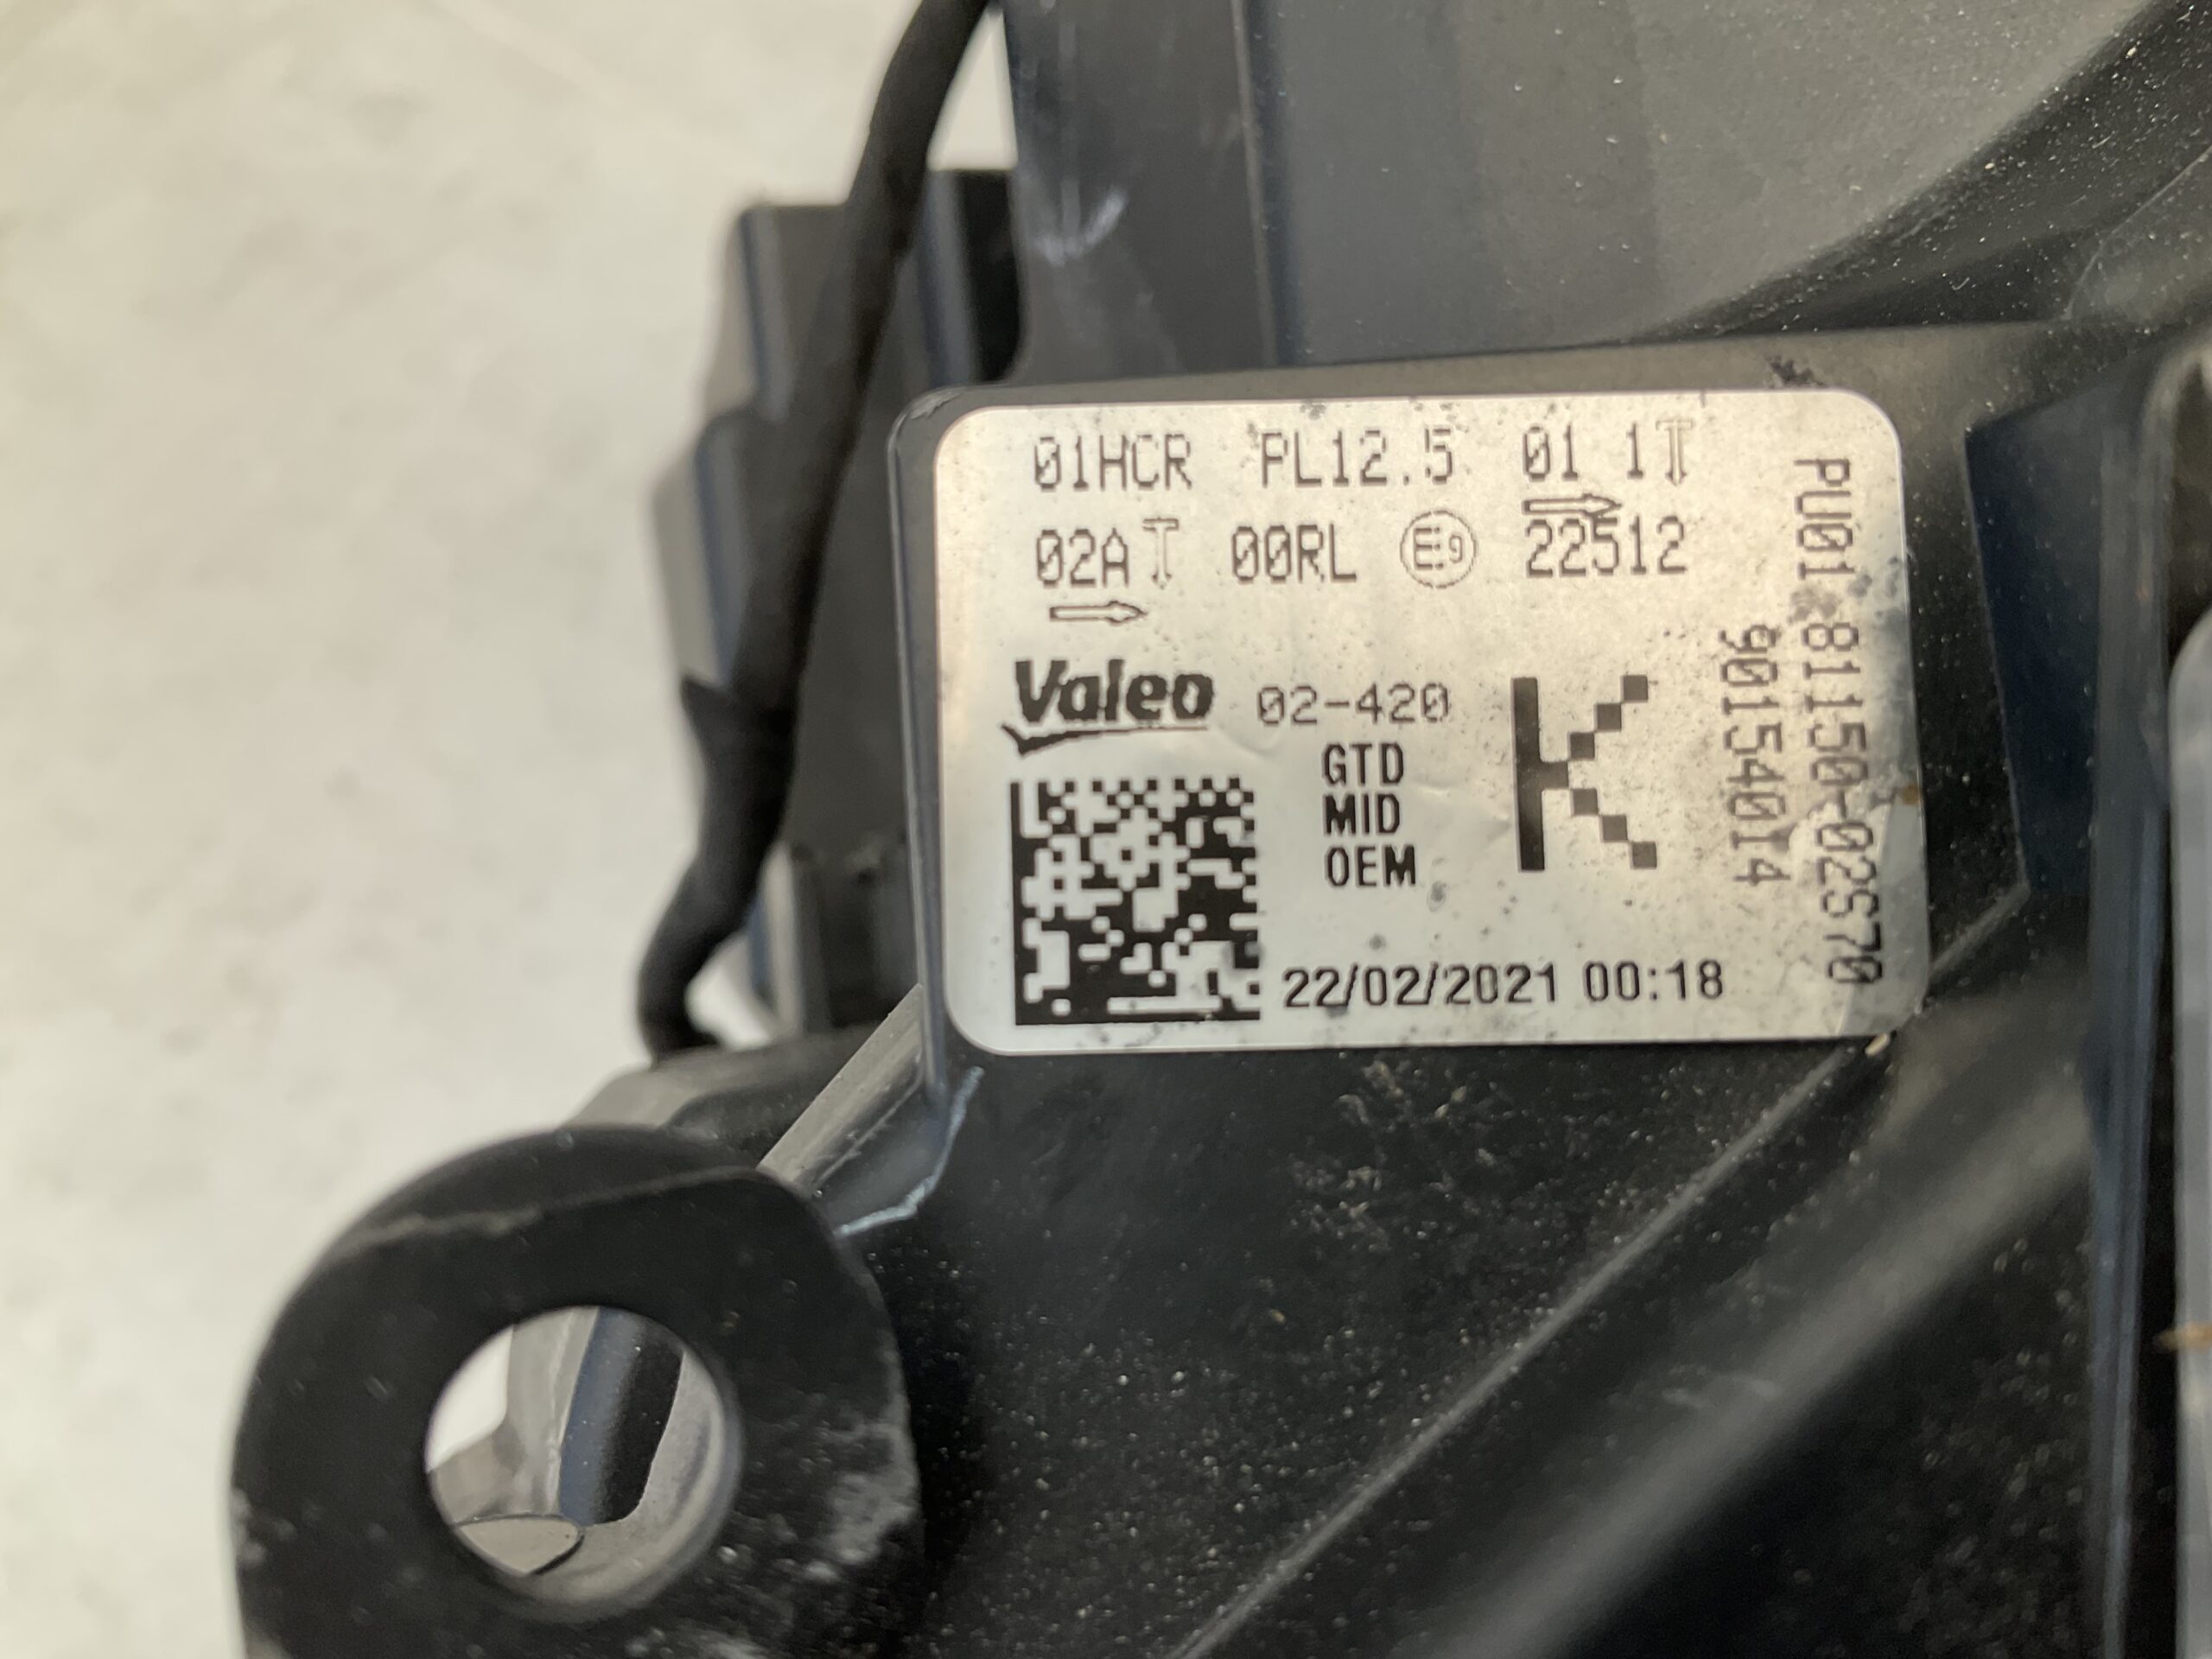 01HCR PL12.5 01 1
02A 00RL E9 22512
Valeo 02-420
GTD
MID
OEM
K
22/02/2021 00:18
PU01 81150-02S70
90154014